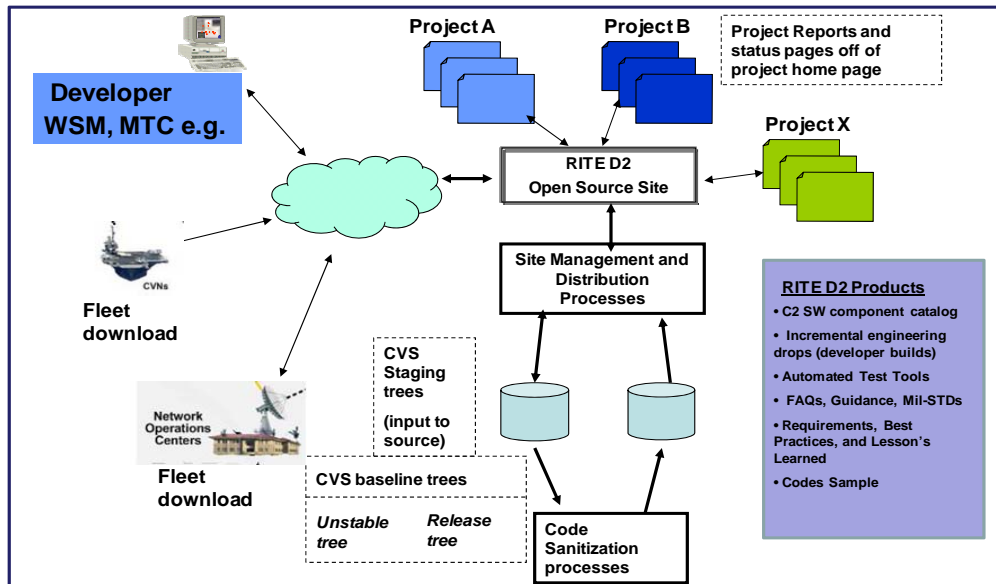 Project A
Project B
Project Reports and
status pages off of
project home page
Developer
WSM, MTC e.g.
Project X
RITE D2
Open Source Site
CVNs
Fleet
download
Site Management and
Distribution
Processes
RITE D2 Products
• C2 SW component catalog
• Incremental engineering
drops (developer builds)
• Automated Test Tools
• FAQs, Guidance, Mil-STDs
• Requirements, Best
Practices, and Lesson's
Learned
• Codes Sample
CVS
Staging
trees
(input to
source)
Network
Operations
Centers
Fleet
download
CVS baseline trees
Unstable
tree
Release
tree
Code
Sanitization
processes